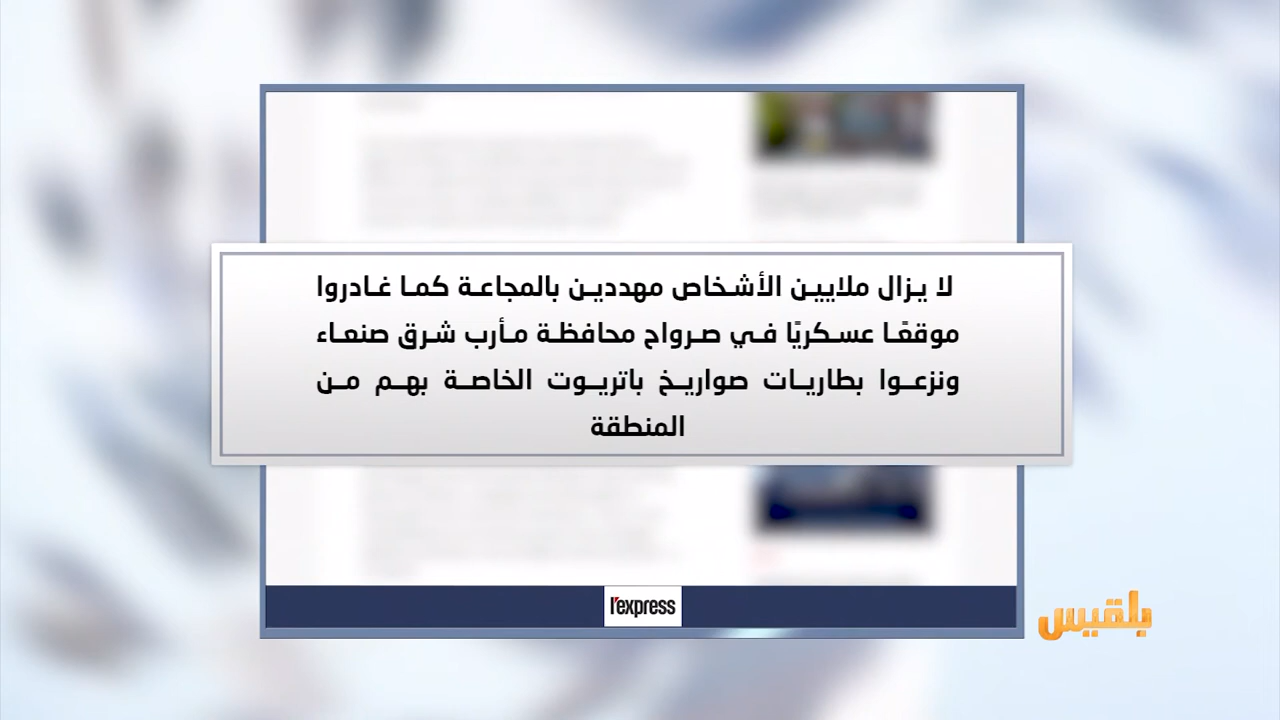 لا يزال ملايين الأشخاص مهددين بالمجاعة كما غادروا
موقعًا عسكريًا في صرواح محافظة مأرب شرق صنعاء
ونزعوا بطاريات صواريخ باتريوت الخاصة بهم من
المنطقة
l'express
بلقيس